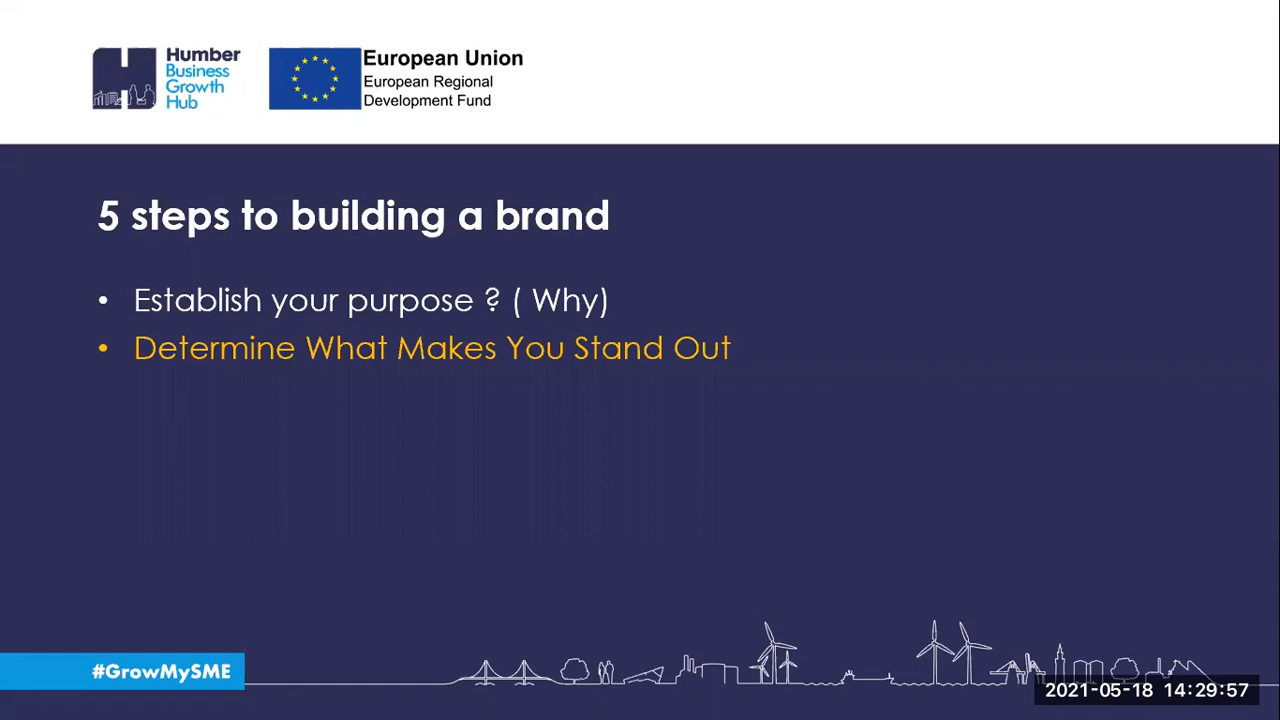 Humber
Business
Growth
Hub
European Union
European Regional
Development Fund
5 steps to building a brand
• Establish your purpose ? ( Why)
• Determine What Makes You Stand Out
#GrowMySME
2021-05-18 14:29:57